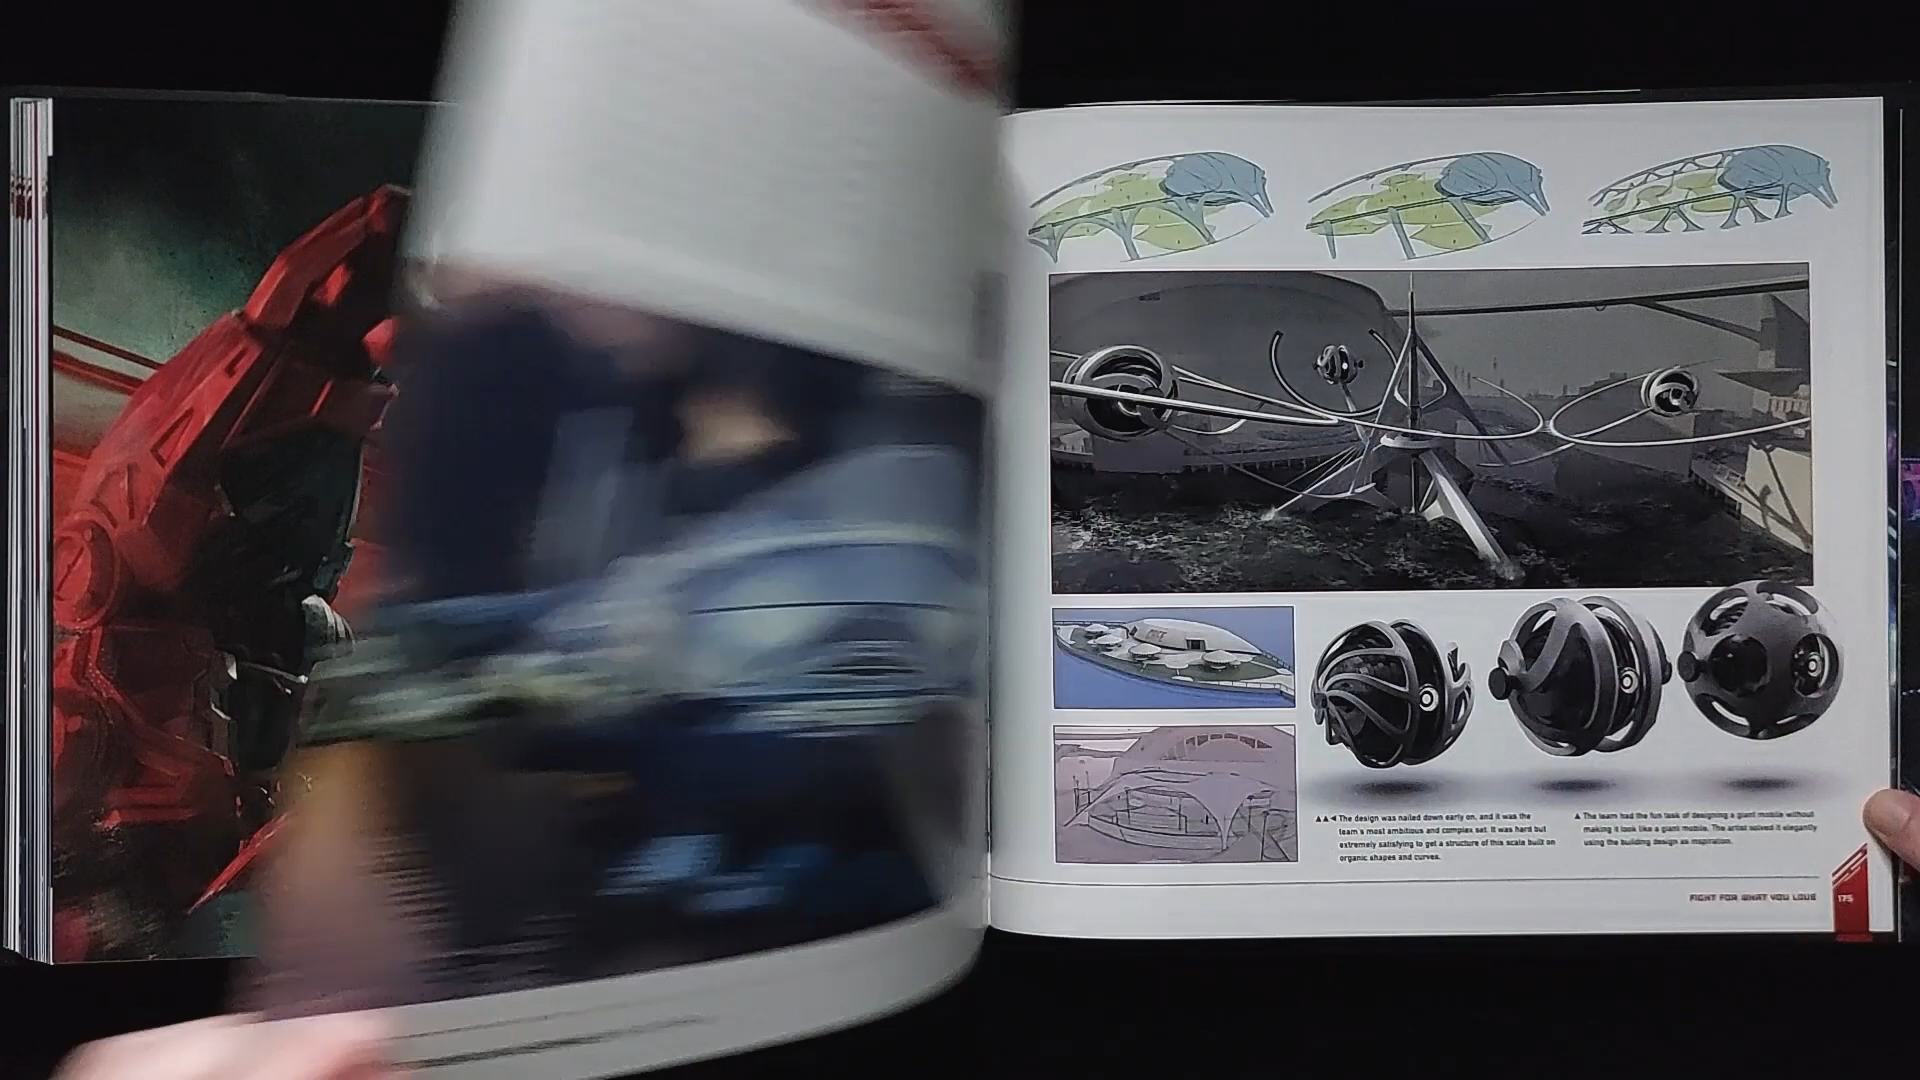 ▲▲◀ The design was nailed down early on, and it was the
team's most ambitious and complex set. It was hard but
extremely satisfying to get a structure of this scale built on
organic shapes and curves.
▲ The team had the fun task of designing a giant mobile without
making it look like a giant mobile. The artist solved it elegantly
using the building design as inspiration.
FIGHT FOR WHAT YOU LOVE
175